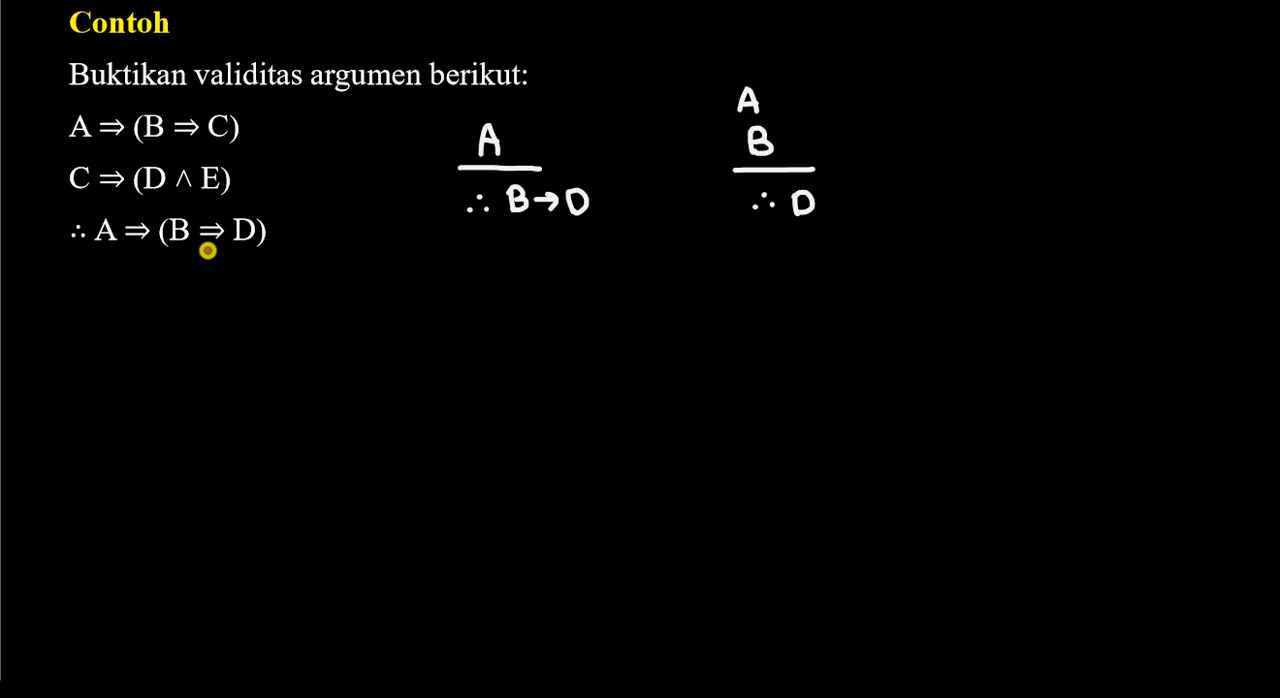 Contoh
Buktikan validitas argumen berikut:
A ⇒ (B ⇒ C)
C ⇒ (D ∧ E)
∴ A ⇒ (B ⇒ D)
A
∴ B → D
A
B
∴ D